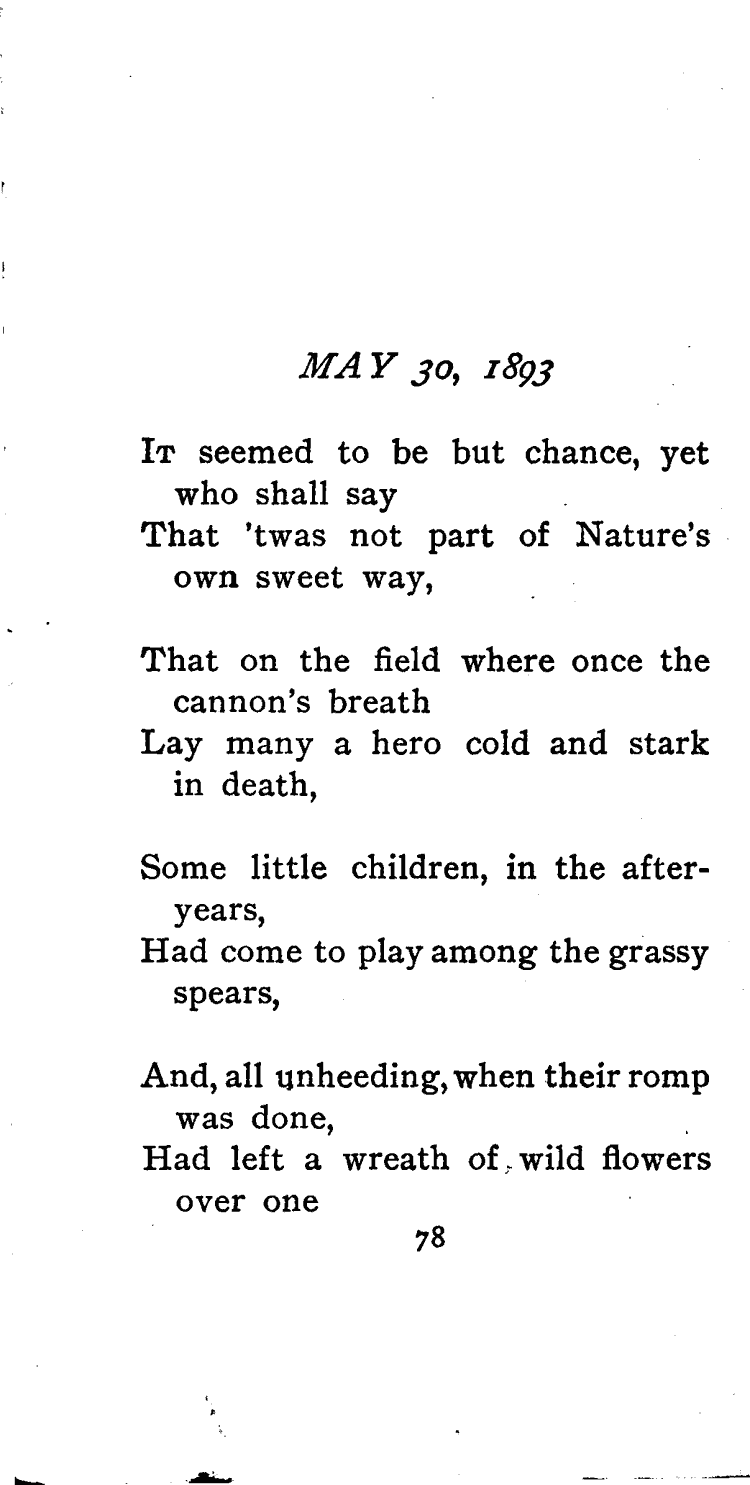 MAY 30, 1893
IT seemed to be but chance, yet
who shall say
That 'twas not part of Nature's
own sweet way,
That on the field where once the
cannon's breath
Lay many a hero cold and stark
in death,
Some little children, in the after-
years,
Had come to play among the grassy
spears,
And, all unheeding, when their romp
was done,
Had left a wreath of wild flowers
over one
78